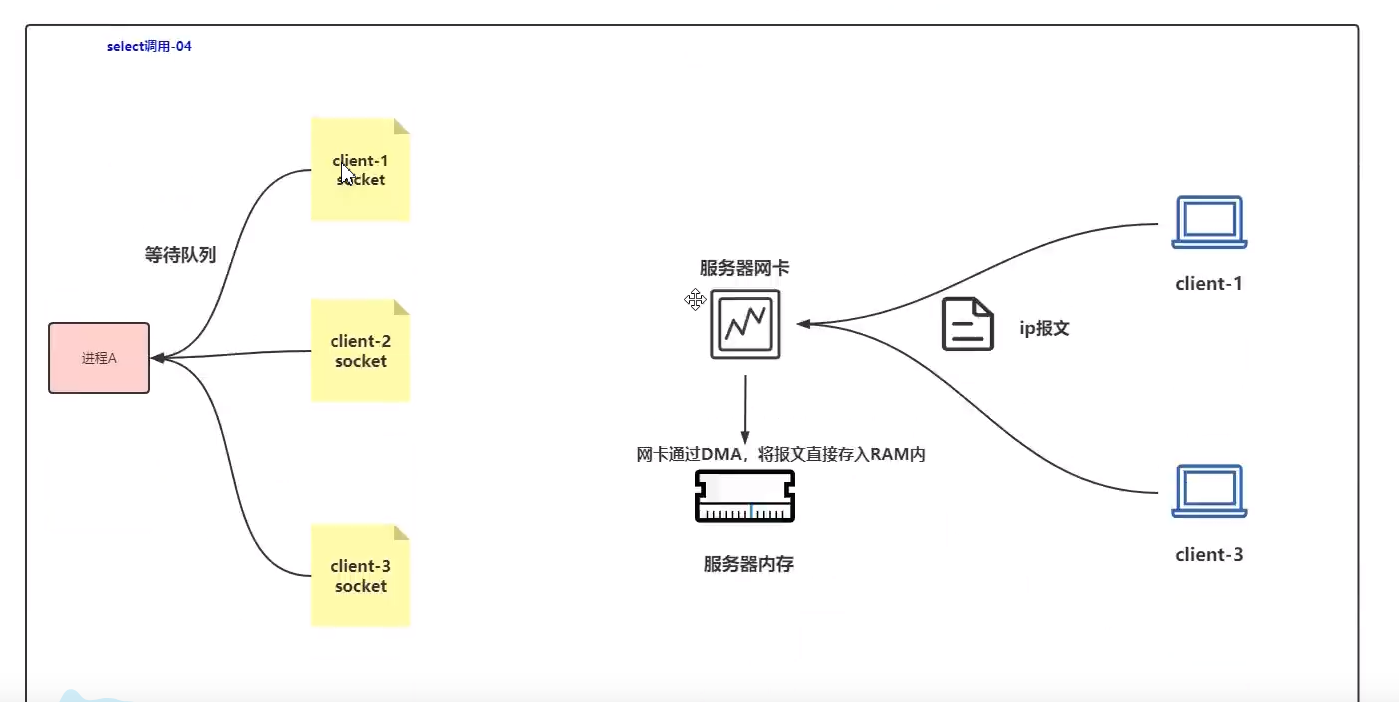 select调用-04
client-1
socket
等待队列
进程A
client-2
socket
client-3
socket
服务器网卡
网卡通过DMA，将报文直接存入RAM内
服务器内存
ip报文
client-1
client-3